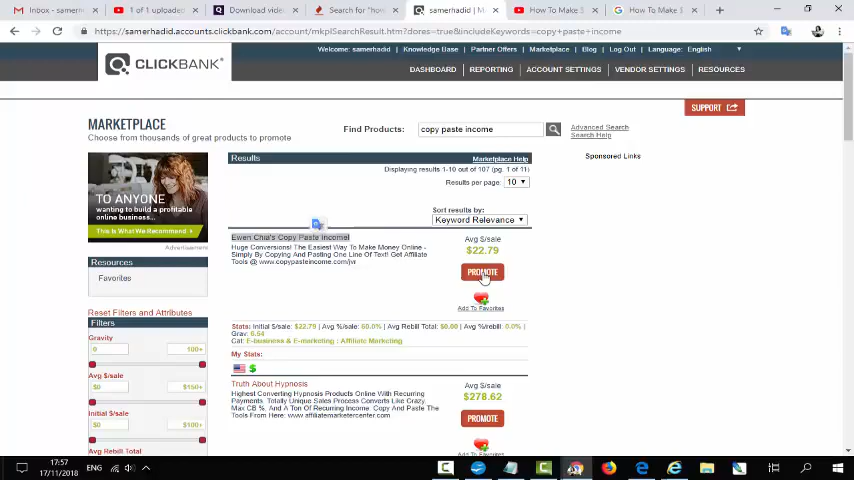 Inbox - samern
1 of 1 uploade
Download vide
Search for "how
samerhadid | M
How To Make S
How To Make $
https://samerhadid.accounts.clickbank.com/account/mkplSearchResult.htm?dores=true&includeKeywords=copy+paste+income
Welcome: samerhadid | Knowledge Base | Partner Offers | Marketplace | Blog | Log Out | Language: English
CLICKBANK
DASHBOARD | REPORTING | ACCOUNT SETTINGS | VENDOR SETTINGS | RESOURCES
SUPPORT
MARKETPLACE
Choose from thousands of great products to promote
Find Products: copy paste income
Advanced Search
Search Help
TO ANYONE
wanting to build a profitable
online business...
This Is What We Recommend
Advertisement
Resources
Favorites
Reset Filters and Attributes
Filters
Gravity
0 100+
Avg $/sale
$0 $150+
Initial $/sale
$0 $100+
Avg Rebill Total
Results Marketplace Help
Displaying results 1-10 out of 107 (pg. 1 of 11)
Results per page: 10
Sort results by:
Keyword Relevance
Ewen Chia's Copy Paste Income!
Huge Conversions! The Easiest Way To Make Money Online -
Simply By Copying And Pasting One Line Of Text! Get Affiliate
Tools @ www.copypasteincome.com/jvr
Avg $/sale
$22.79
PROMOTE
Add To Favorites
Stats: Initial $/sale: $22.79 | Avg %/sale: 60.0% | Avg Rebill Total: $0.00 | Avg %/rebill: 0.0% |
Grav: 6.54
Cat: E-business & E-marketing : Affiliate Marketing
My Stats:
$
Truth About Hypnosis
Highest Converting Hypnosis Products Online With Recurring
Payments. Totally Unique Sales Process Converts Like Crazy,
Max CB %, And A Ton Of Recurring Income. Copy And Paste The
Tools From Here: www.affiliatemarketercenter.com
Avg $/sale
$278.62
PROMOTE
Sponsored Links
17:57
17/11/2018
ENG